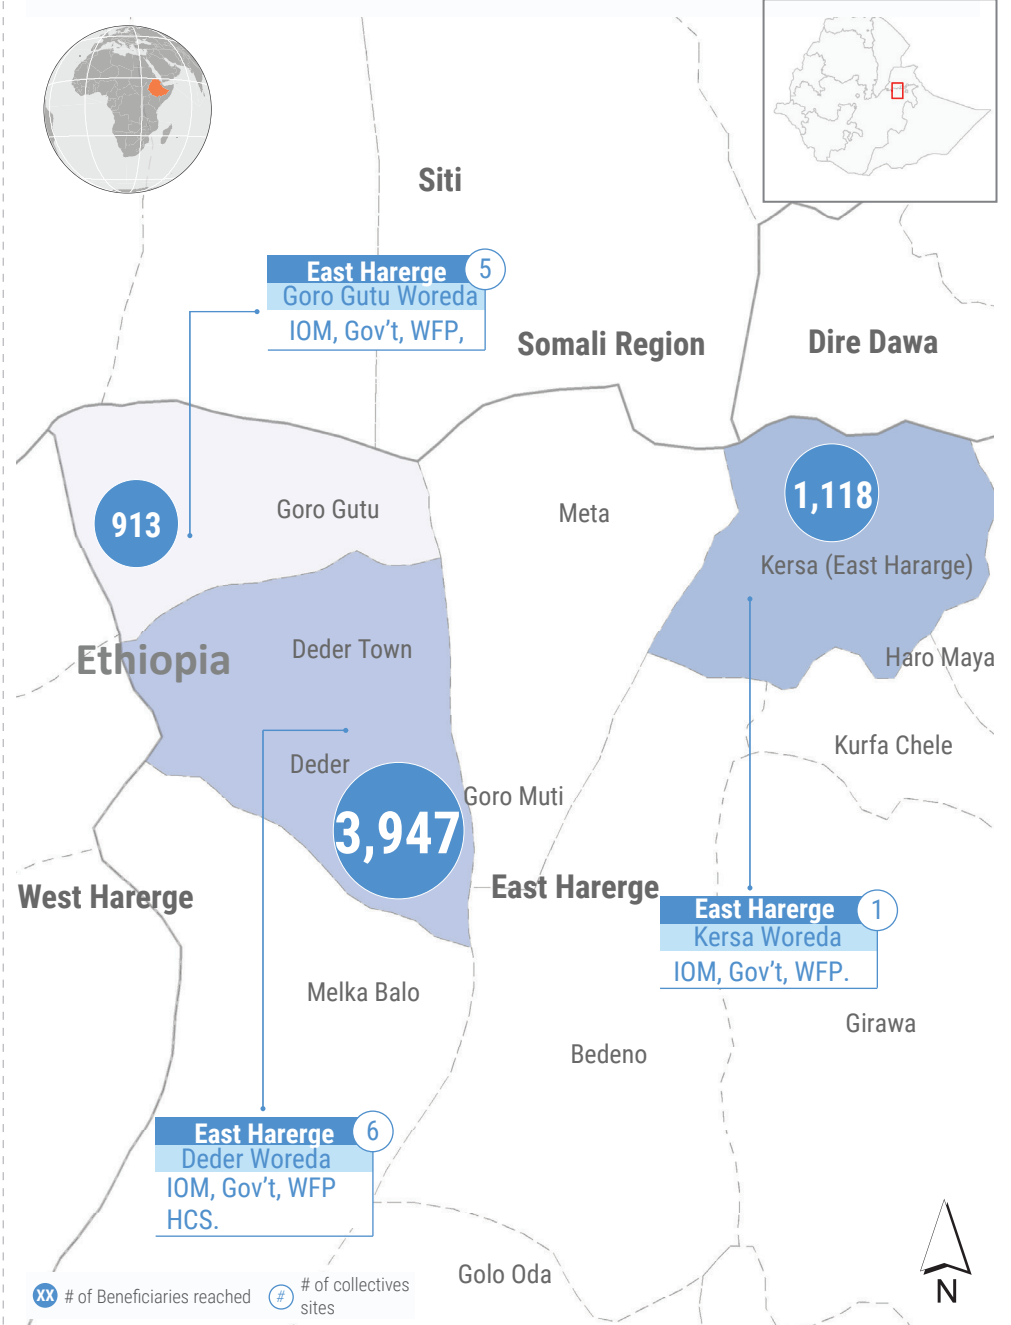 Siti
East Harerge 5
Goro Gutu Woreda
IOM, Gov't, WFP,
Somali Region
Dire Dawa
913
Goro Gutu
Meta
1,118
Kersa (East Hararge)
Ethiopia
Deder Town
Haro Maya
Deder
Kurfa Chele
Goro Muti
3,947
West Harerge
East Harerge
East Harerge 1
Kersa Woreda
IOM, Gov't, WFP.
Melka Balo
Girawa
Bedeno
East Harerge 6
Deder Woreda
IOM, Gov't, WFP
HCS.
Golo Oda
N
XX # of Beneficiaries reached
# # of collectives
sites